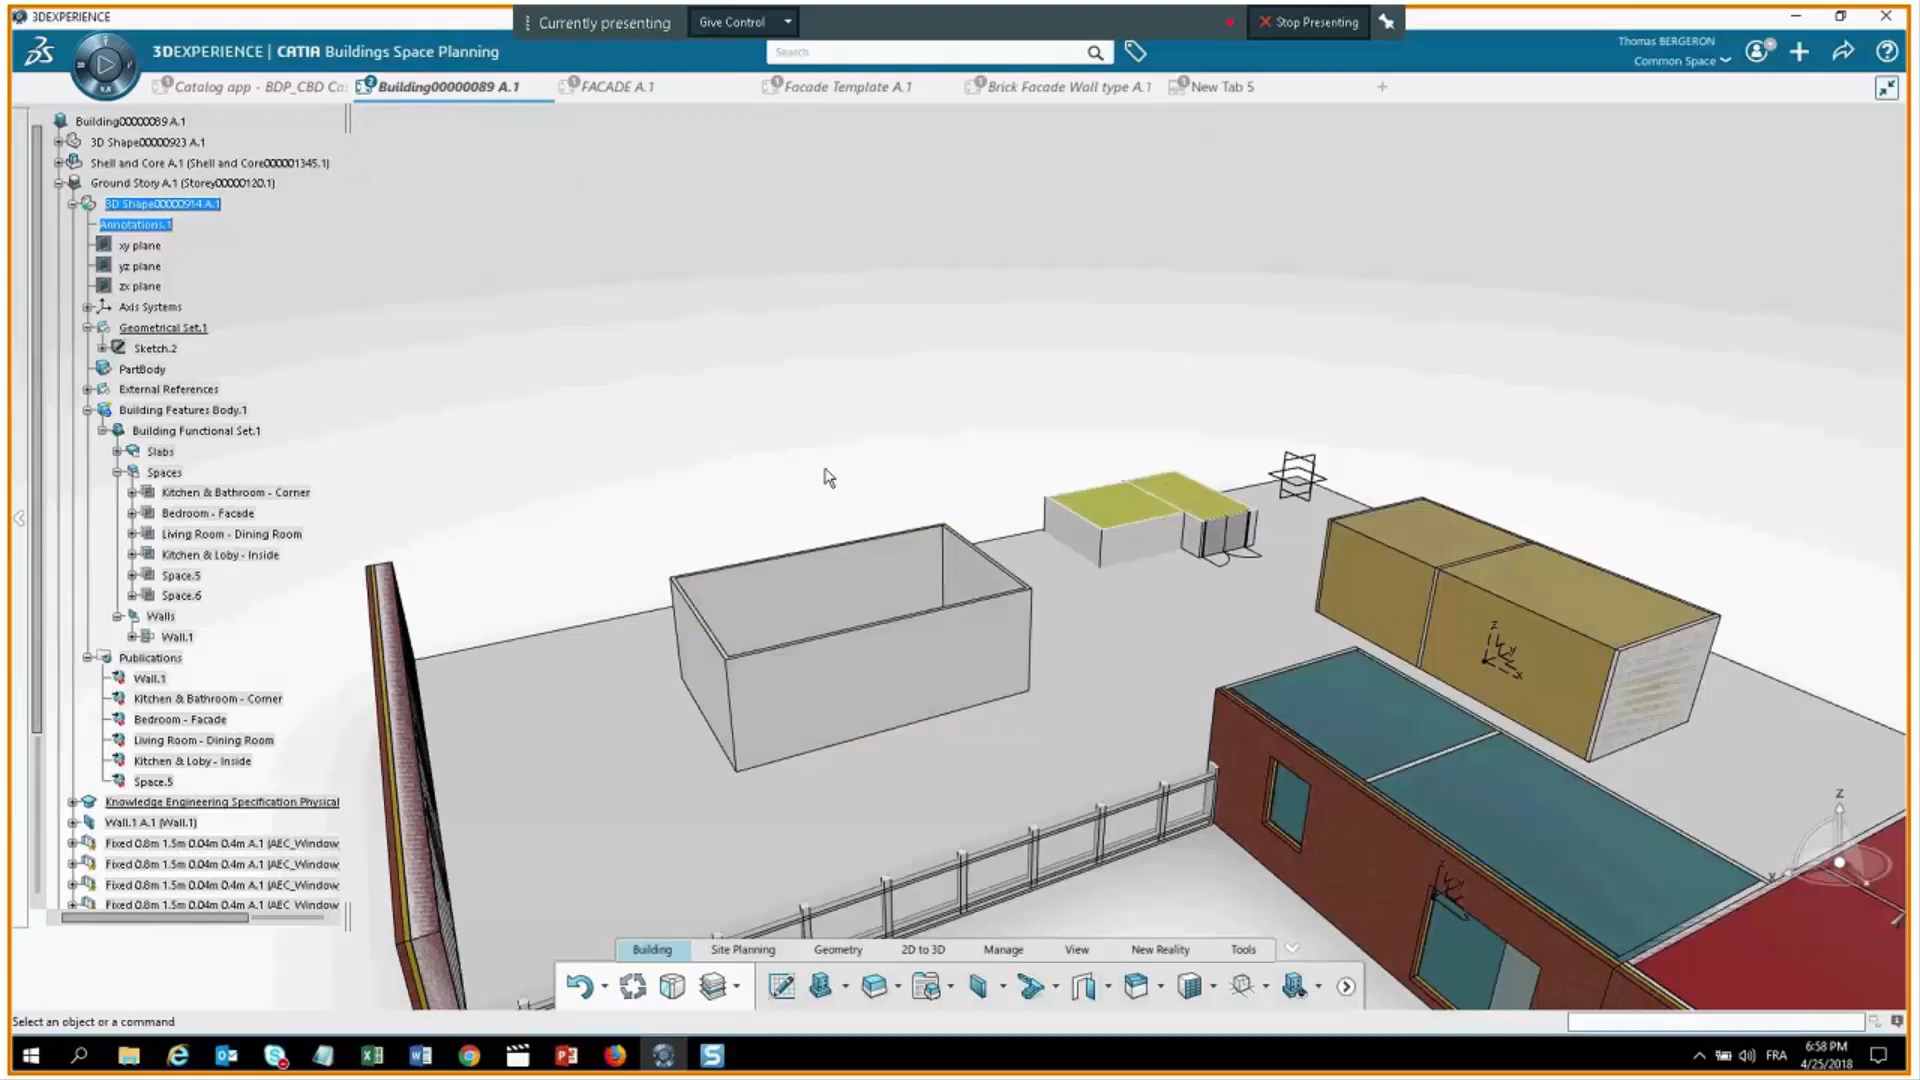 3DEXPERIENCE
Currently presenting
Give Control
Stop Presenting
3DEXPERIENCE | CATIA Buildings Space Planning
Search
Thomas BERGERON
Common Space
Catalog app - BDP_CBD Ca
Building00000089 A.1
FACADE A.1
Facade Template A.1
Brick Facade Wall type A.1
New Tab 5
Building00000089 A.1
3D Shape00000923 A.1
Shell and Core A.1 (Shell and Core000001345.1)
Ground Story A.1 (Storey00000120.1)
3D Shape00000914 A.1
Annotations.1
xy plane
yz plane
zx plane
Axis Systems
Geometrical Set.1
Sketch.2
PartBody
External References
Building Features Body.1
Building Functional Set.1
Slabs
Spaces
Kitchen & Bathroom - Corner
Bedroom - Facade
Living Room - Dining Room
Kitchen & Loby - Inside
Space.5
Space.6
Walls
Wall.1
Publications
Wall.1
Kitchen & Bathroom - Corner
Bedroom - Facade
Living Room - Dining Room
Kitchen & Loby - Inside
Space.5
Knowledge Engineering Specification Physical
Wall.1 A.1 (Wall.1)
Fixed 0.8m 1.5m 0.04m 0.4m A.1 (AEC_Window
Fixed 0.8m 1.5m 0.04m 0.4m A.1 (AEC_Window
Fixed 0.8m 1.5m 0.04m 0.4m A.1 (AEC_Window
Fixed 0.8m 1.5m 0.04m 0.4m A.1 (AEC_Window
Building
Site Planning
Geometry
2D to 3D
Manage
View
New Reality
Tools
Select an object or a command
FRA
6:58 PM
4/25/2018